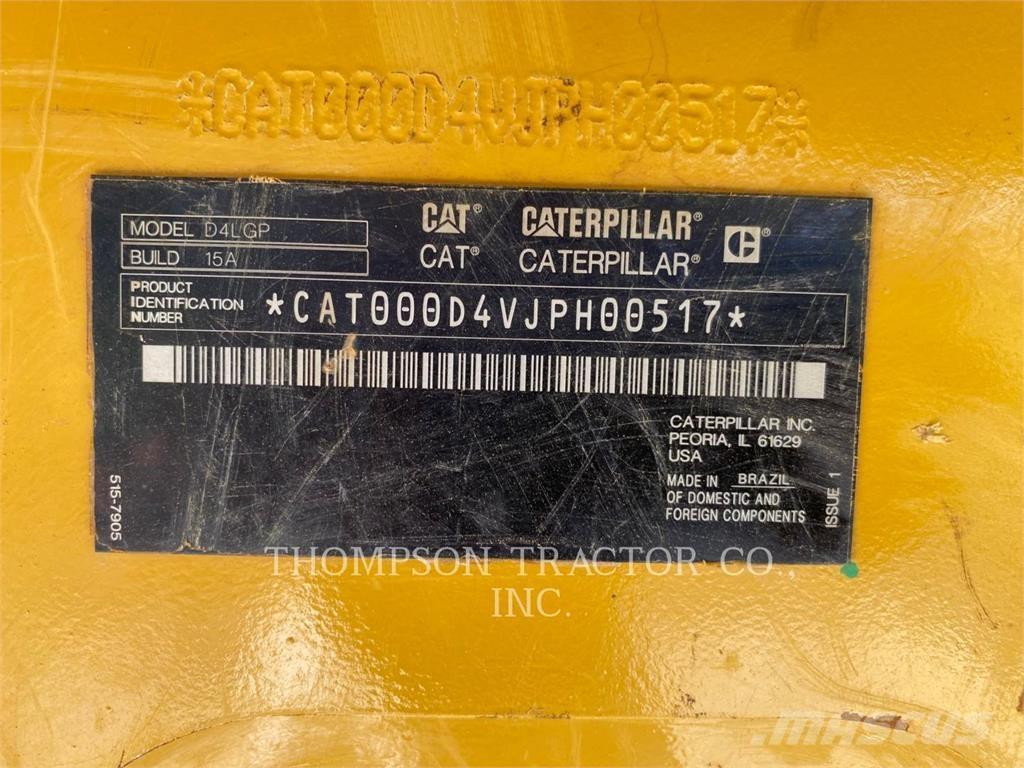 *CAT000D4VJPH00517*
MODEL D4LGP
BUILD 15A
CAT® CATERPILLAR®
CAT® CATERPILLAR®
PRODUCT
IDENTIFICATION
NUMBER
*CAT000D4VJPH00517*
CATERPILLAR INC.
PEORIA, IL 61629
USA
MADE IN BRAZIL
OF DOMESTIC AND
FOREIGN COMPONENTS
515-7905
ISSUE 1
THOMPSON TRACTOR CO.,
INC.
MASCUS